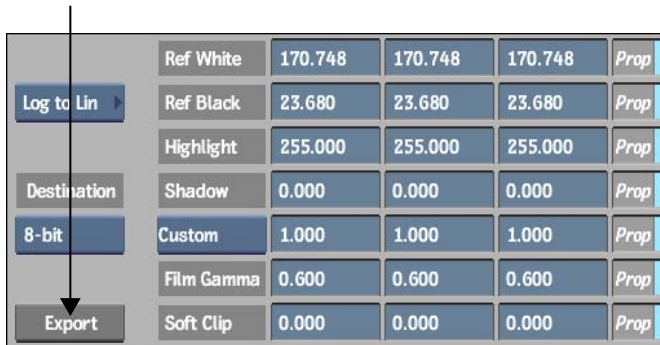 Ref White 170.748 170.748 170.748 Prop
Log to Lin Ref Black 23.680 23.680 23.680 Prop
Highlight 255.000 255.000 255.000 Prop
Destination Shadow 0.000 0.000 0.000 Prop
8-bit Custom 1.000 1.000 1.000 Prop
Film Gamma 0.600 0.600 0.600 Prop
Export Soft Clip 0.000 0.000 0.000 Prop